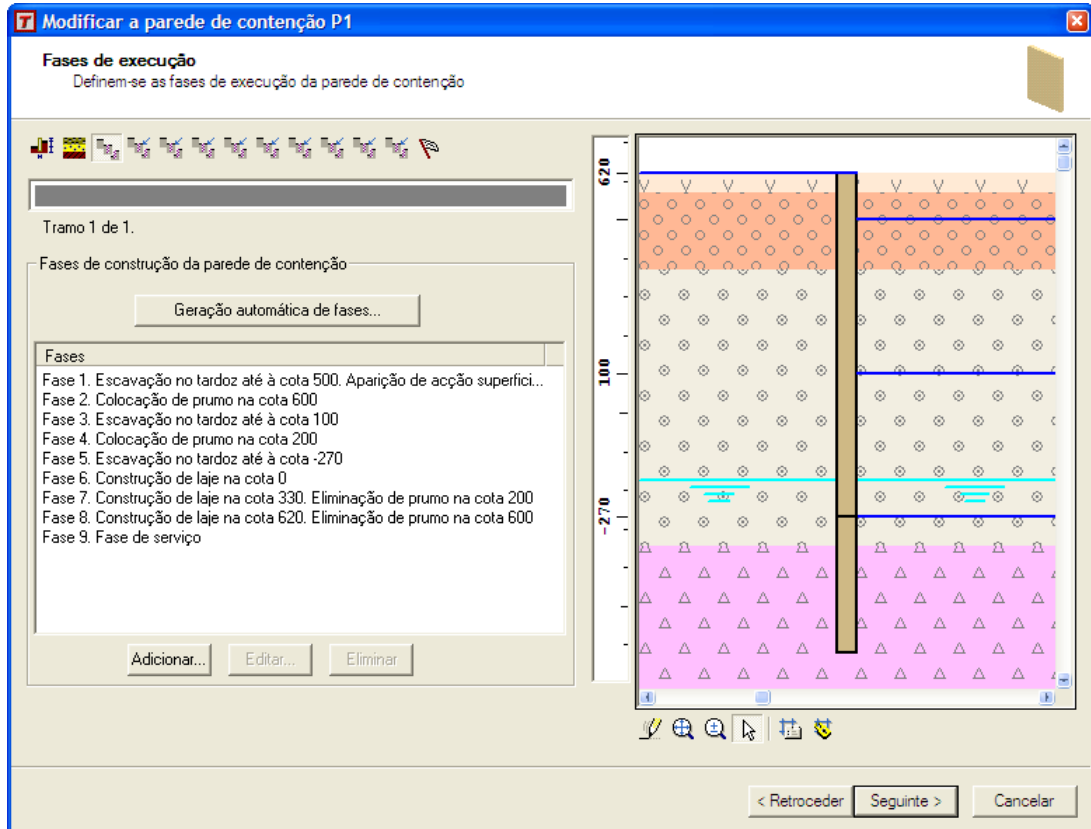 Modificar a parede de contenção P1
Fases de execução
Definem-se as fases de execução da parede de contenção
Tramo 1 de 1.
Fases de construção da parede de contenção
Geração automática de fases...
Fases
Fase 1. Escavação no tardoz até à cota 500. Aparição de acção superfici...
Fase 2. Colocação de prumo na cota 600
Fase 3. Escavação no tardoz até à cota 100
Fase 4. Colocação de prumo na cota 200
Fase 5. Escavação no tardoz até à cota -270
Fase 6. Construção de laje na cota 0
Fase 7. Construção de laje na cota 330. Eliminação de prumo na cota 200
Fase 8. Construção de laje na cota 620. Eliminação de prumo na cota 600
Fase 9. Fase de serviço
Adicionar...
Editar...
Eliminar
620
100
-270
< Retroceder
Seguinte >
Cancelar